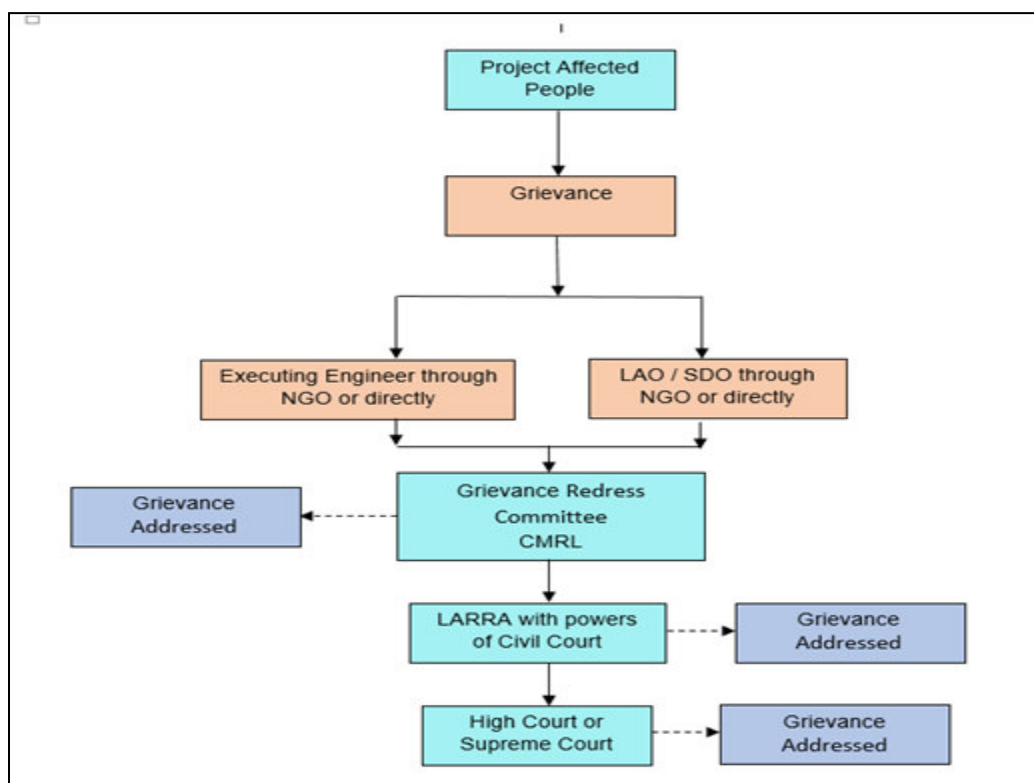 Project Affected
People
Grievance
Executing Engineer through
NGO or directly
LAO / SDO through
NGO or directly
Grievance Redress
Committee
CMRL
Grievance
Addressed
LARRA with powers
of Civil Court
Grievance
Addressed
High Court or
Supreme Court
Grievance
Addressed